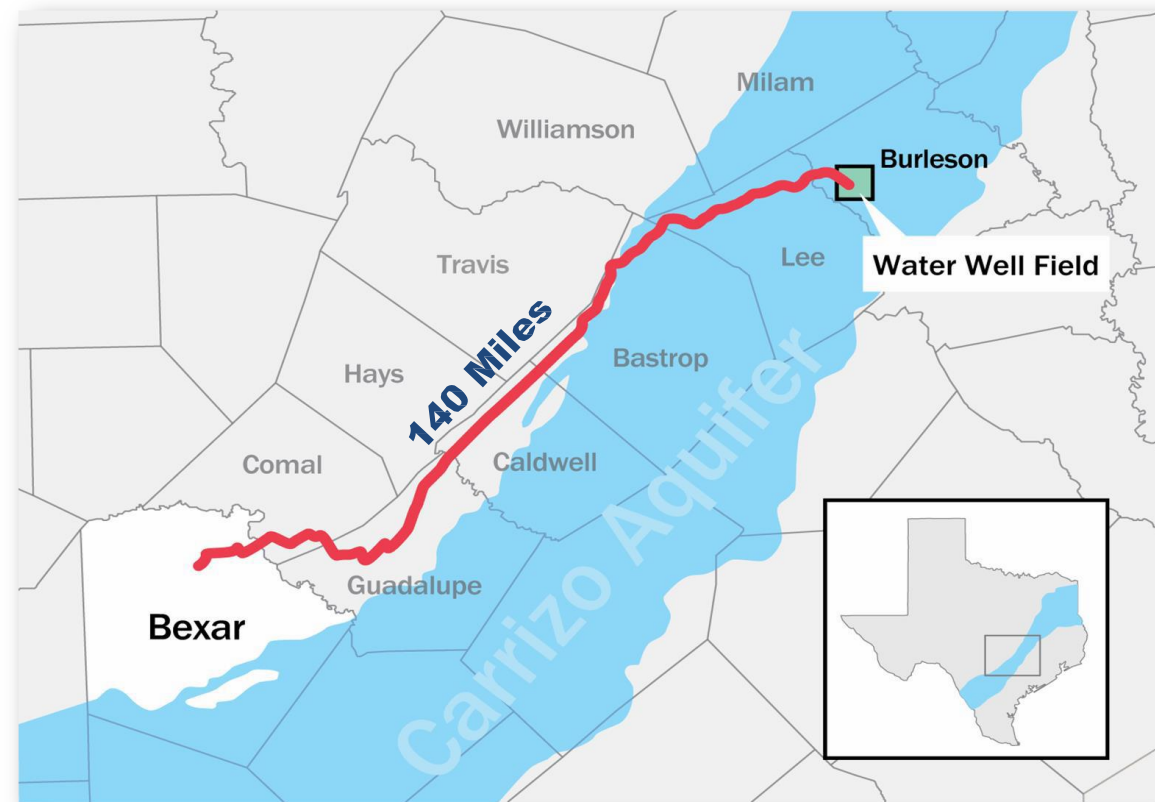 Milam
Williamson
Burleson
Travis
Lee
Water Well Field
140 Miles
Bastrop
Hays
Carrizo Aquifer
Comal
Caldwell
Guadalupe
Bexar